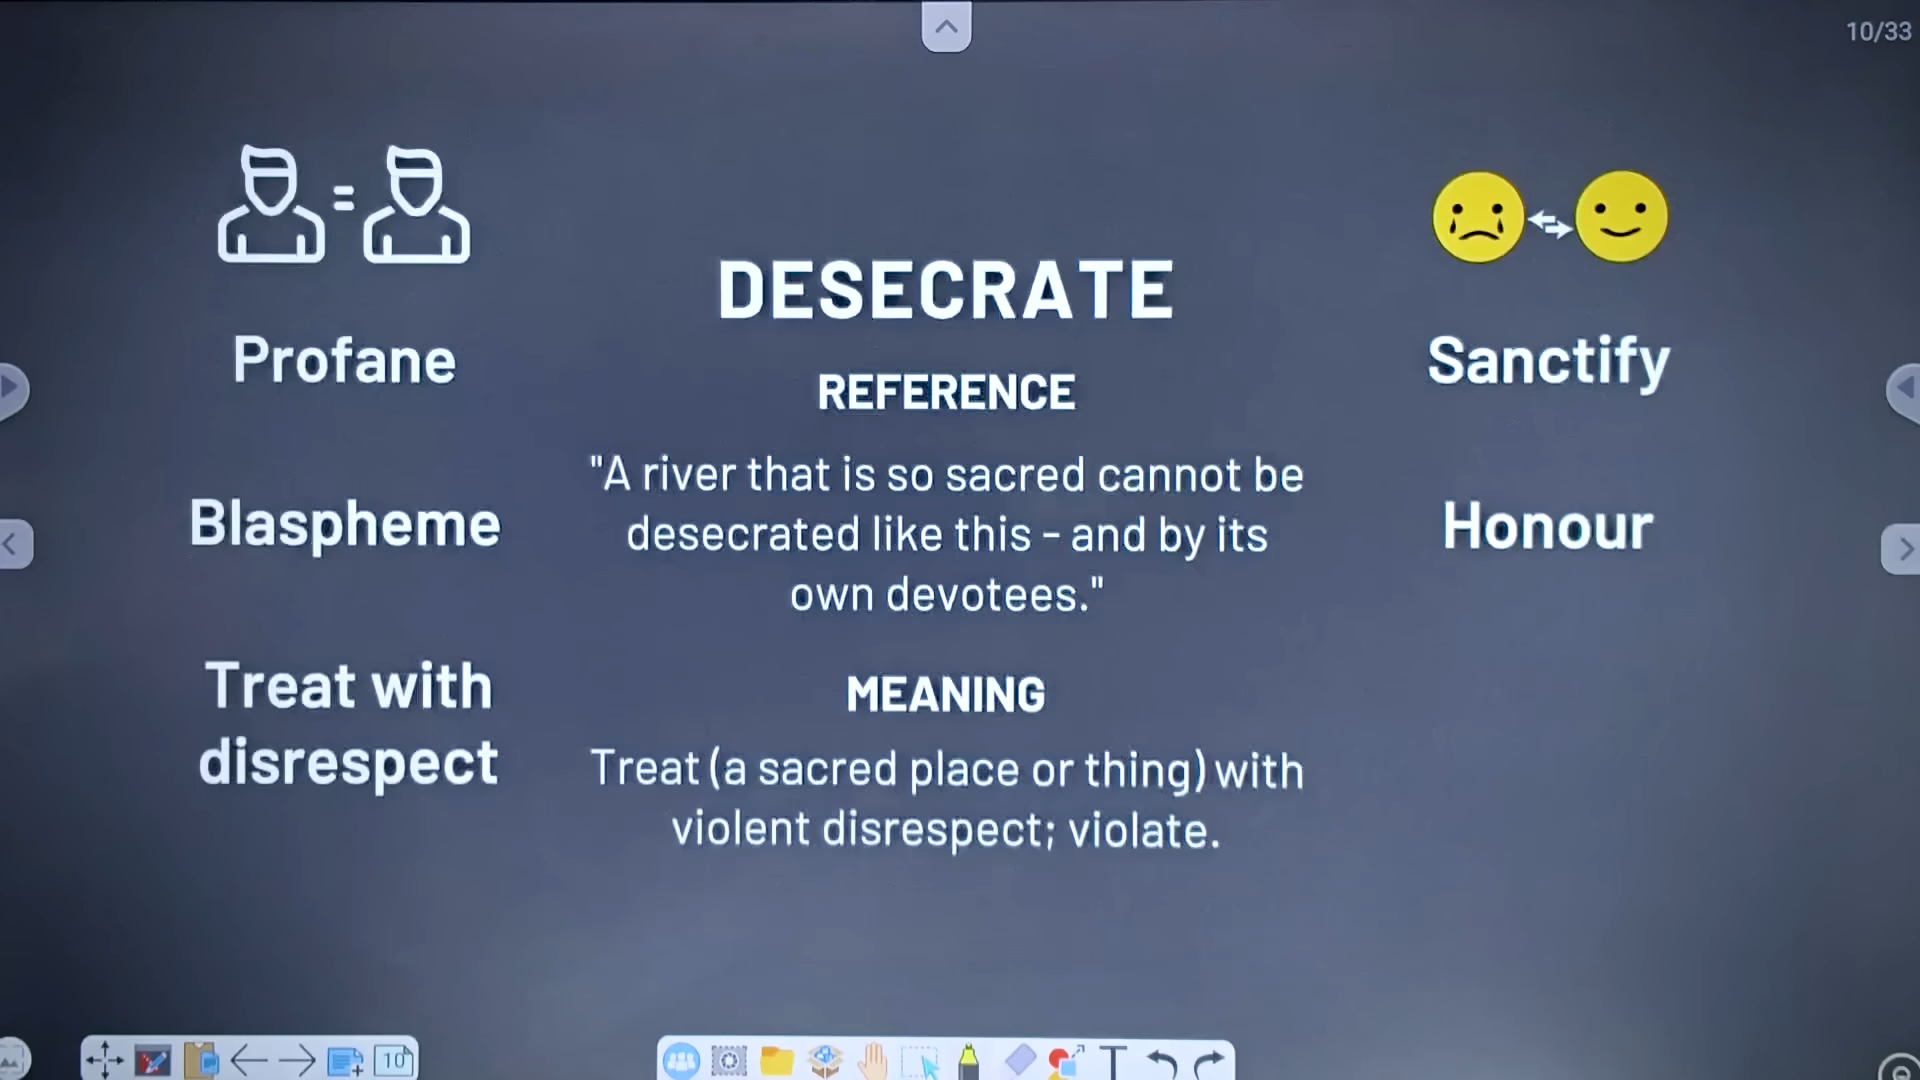 10/33
=
DESECRATE
Profane
Sanctify
REFERENCE
"A river that is so sacred cannot be
desecrated like this - and by its
own devotees."
Blaspheme
Honour
Treat with
disrespect
MEANING
Treat (a sacred place or thing) with
violent disrespect; violate.
10
T